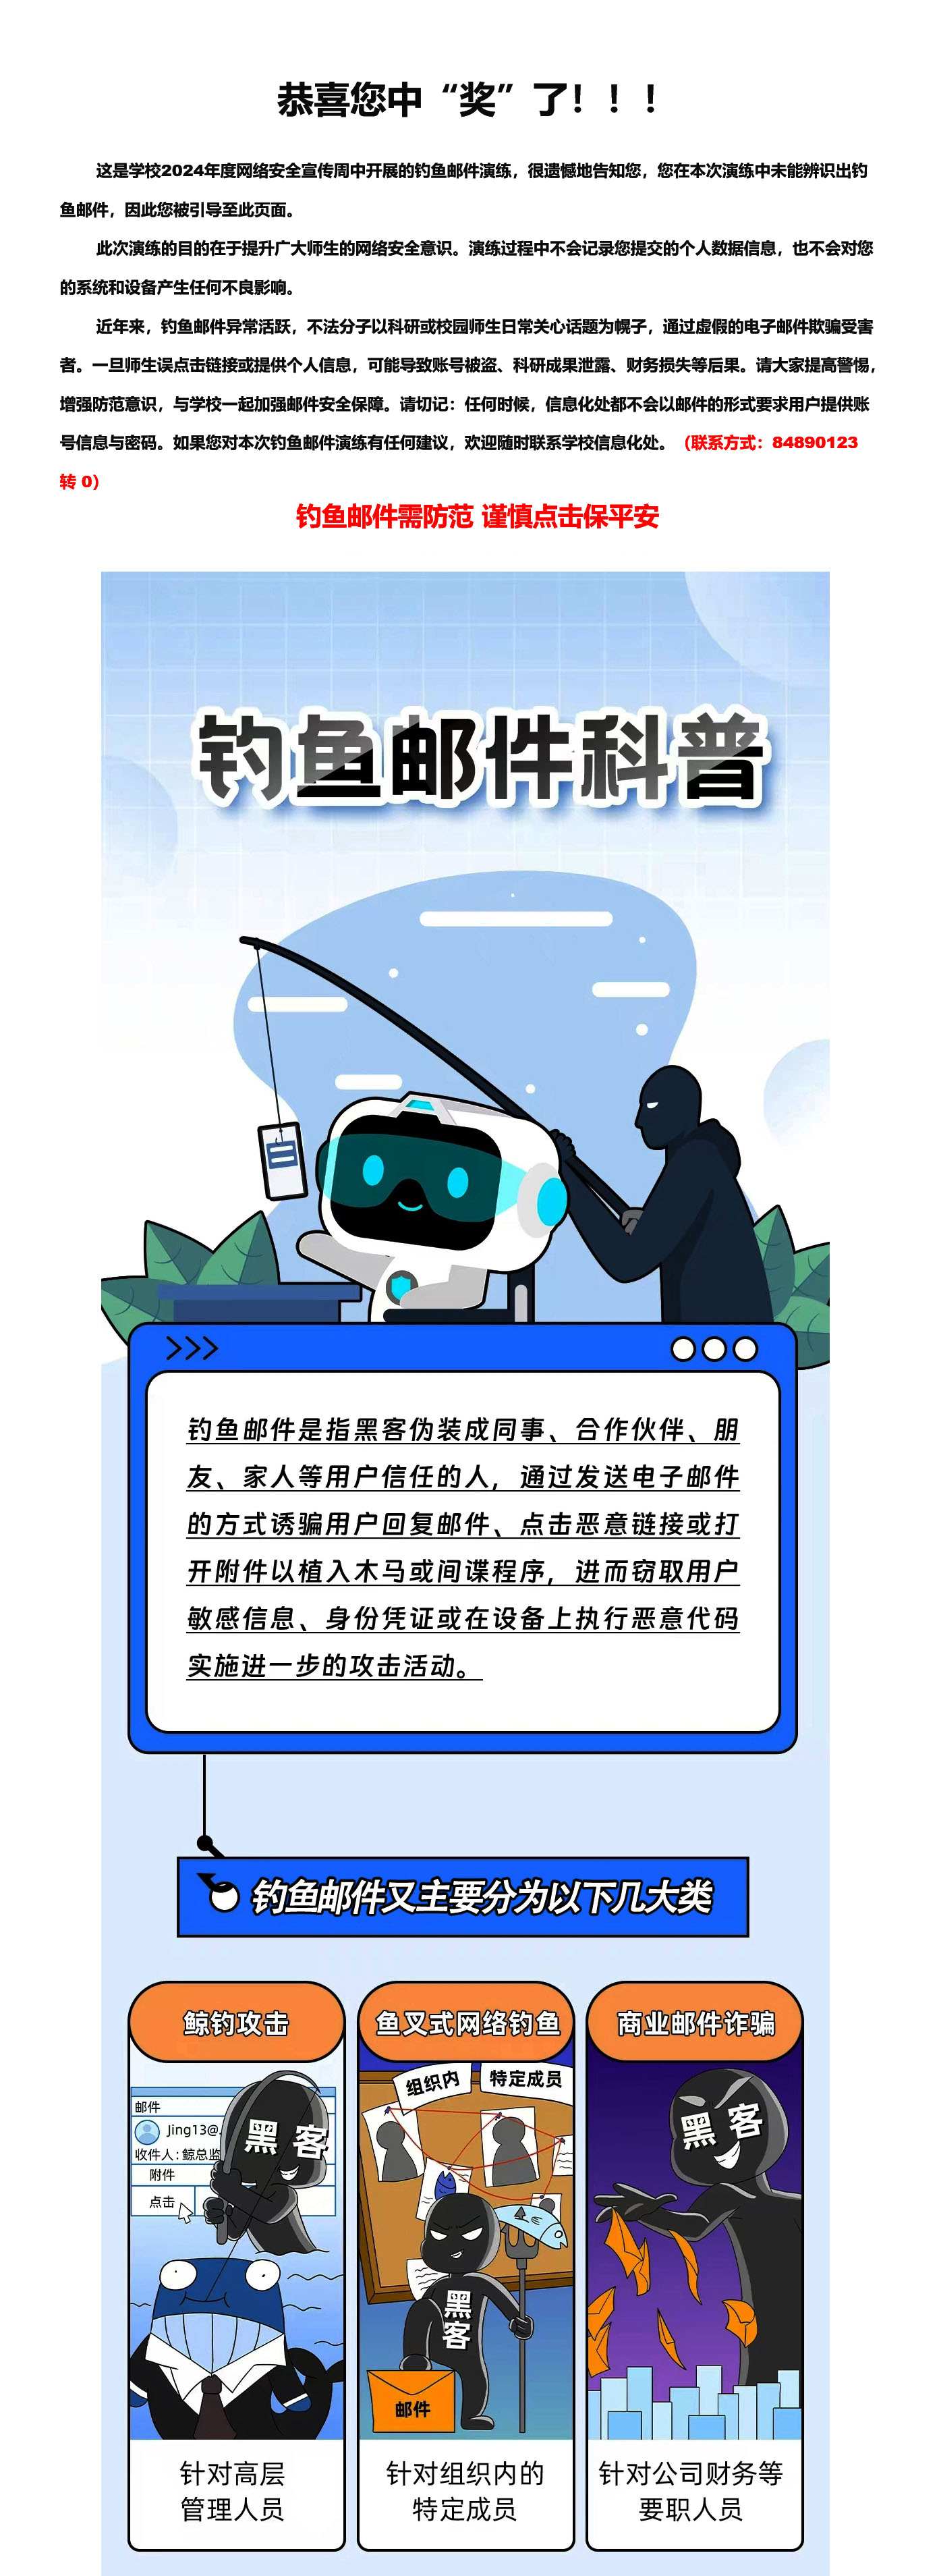 恭喜您中“奖”了！！！
这是学校2024年度网络安全宣传周中开展的钓鱼邮件演练，很遗憾地告知您，您在本次演练中未能辨识出钓
鱼邮件，因此您被引导至此页面。
此次演练的目的在于提升广大师生的网络安全意识。演练过程中不会记录您提交的个人数据信息，也不会对您
的系统和设备产生任何不良影响。
近年来，钓鱼邮件异常活跃，不法分子以科研或校园师生日常关心话题为幌子，通过虚假的电子邮件欺骗受害
者。一旦师生误点击链接或提供个人信息，可能导致账号被盗、科研成果泄露、财务损失等后果。请大家提高警惕，
增强防范意识，与学校一起加强邮件安全保障。请切记：任何时候，信息化处都不会以邮件的形式要求用户提供账
号信息与密码。如果您对本次钓鱼邮件演练有任何建议，欢迎随时联系学校信息化处。（联系方式：84890123
转 0）
钓鱼邮件需防范 谨慎点击保平安
钓鱼邮件科普
钓鱼邮件是指黑客伪装成同事、合作伙伴、朋
友、家人等用户信任的人，通过发送电子邮件
的方式诱骗用户回复邮件、点击恶意链接或打
开附件以植入木马或间谍程序，进而窃取用户
敏感信息、身份凭证或在设备上执行恶意代码
实施进一步的攻击活动。
钓鱼邮件又主要分为以下几大类
鲸钓攻击
邮件
Jing13@.
收件人:鲸总监
附件
点击
黑 客
针对高层
管理人员
鱼叉式网络钓鱼
组织内
特定成员
黑
客
邮件
针对组织内的
特定成员
商业邮件诈骗
黑 客
针对公司财务等
要职人员